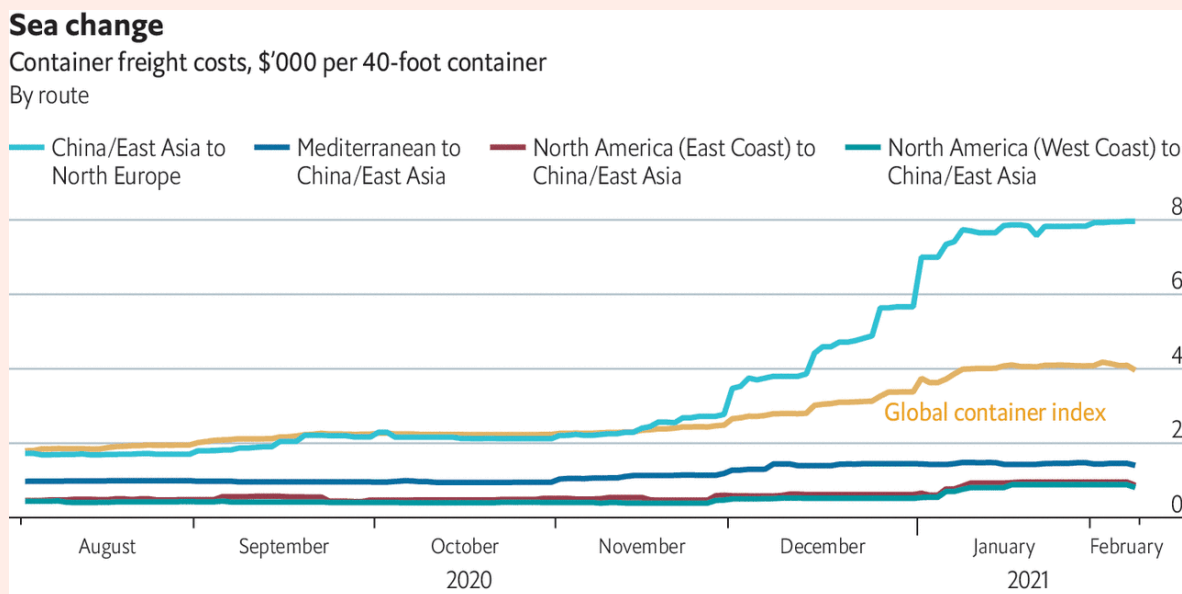 Sea change
Container freight costs, $’000 per 40-foot container
By route
China/East Asia to
North Europe
Mediterranean to
China/East Asia
North America (East Coast) to
China/East Asia
North America (West Coast) to
China/East Asia
8
6
4
Global container index
2
0
August September October November December January February
2020 2021